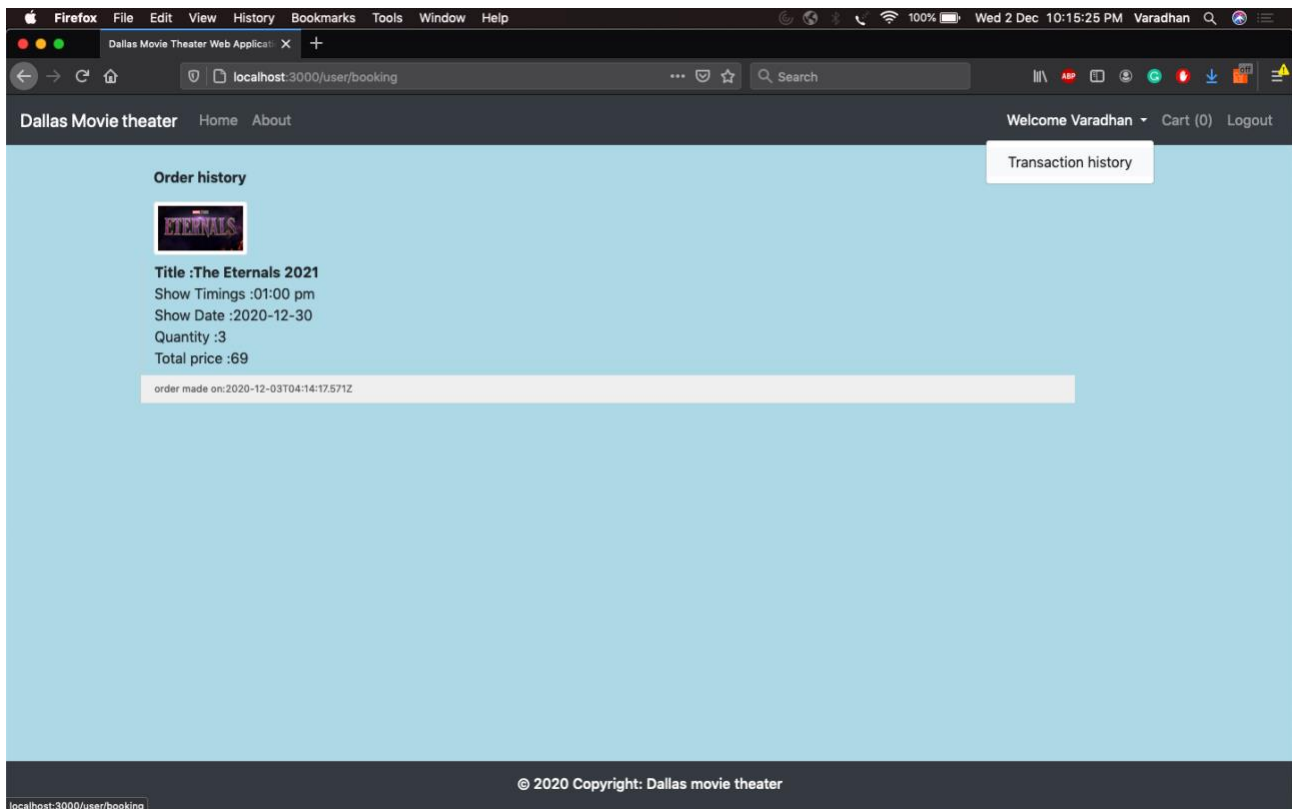 Firefox File Edit View History Bookmarks Tools Window Help 100% Wed 2 Dec 10:15:25 PM Varadhan
Dallas Movie Theater Web Applicati
localhost:3000/user/booking Search ABP off
Dallas Movie theater Home About Welcome Varadhan Cart (0) Logout
Transaction history
Order history
ETERNALS
Title :The Eternals 2021
Show Timings :01:00 pm
Show Date :2020-12-30
Quantity :3
Total price :69
order made on:2020-12-03T04:14:17.571Z
© 2020 Copyright: Dallas movie theater
localhost:3000/user/booking